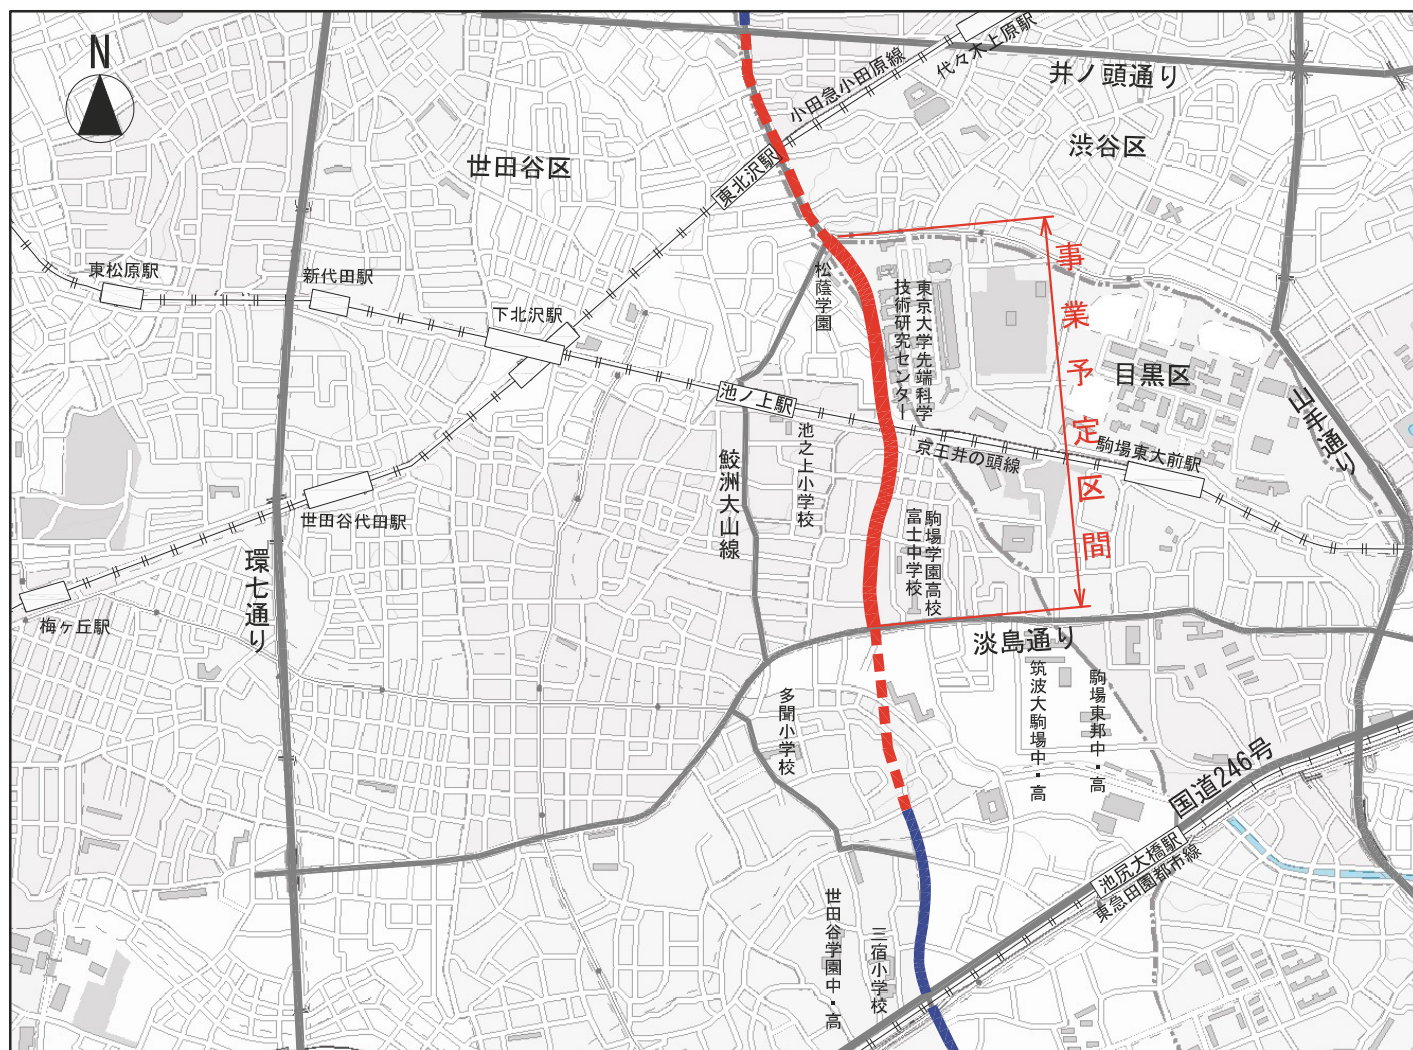 N
小田急小田原線
代々木上原駅
井ノ頭通り
世田谷区
渋谷区
東北沢駅
東松原駅
新代田駅
下北沢駅
松蔭学園
東京大学先端科学
技術研究センター
事業予定区間
目黒区
山手通り
池ノ上駅
池之上小学校
京王井の頭線
駒場東大前駅
鮫洲大山線
世田谷代田駅
環七通り
駒場学園高校
富士中学校
梅ヶ丘駅
淡島通り
筑波大駒場中・高
駒場東邦中・高
多聞小学校
国道246号
池尻大橋駅
東急田園都市線
世田谷学園中・高
三宿小学校